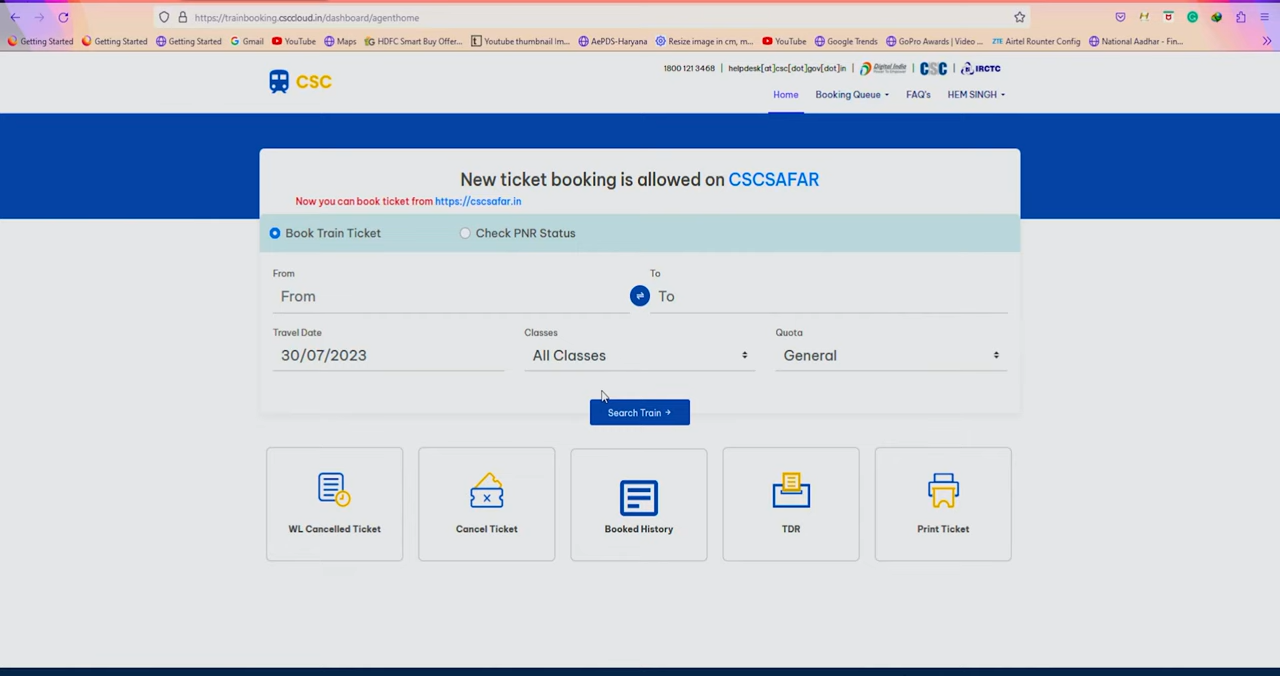 https://trainbooking.csccloud.in/dashboard/agenthome
Getting Started Getting Started Getting Started Gmail YouTube Maps HDFC Smart Buy Offer... Youtube thumbnail Im... AePDS-Haryana Resize image in cm, m... YouTube Google Trends GoPro Awards | Video ... ZTE Airtel Rounter Config National Aadhar - Fin...
1800 121 3468 | helpdesk[at]csc[dot]gov[dot]in | Digital India | CSC | IRCTC
CSC
Home Booking Queue FAQ's HEM SINGH
New ticket booking is allowed on CSCSAFAR
Now you can book ticket from https://cscsafar.in
Book Train Ticket Check PNR Status
From To
From To
Travel Date Classes Quota
30/07/2023 All Classes General
Search Train
WL Cancelled Ticket Cancel Ticket Booked History TDR Print Ticket